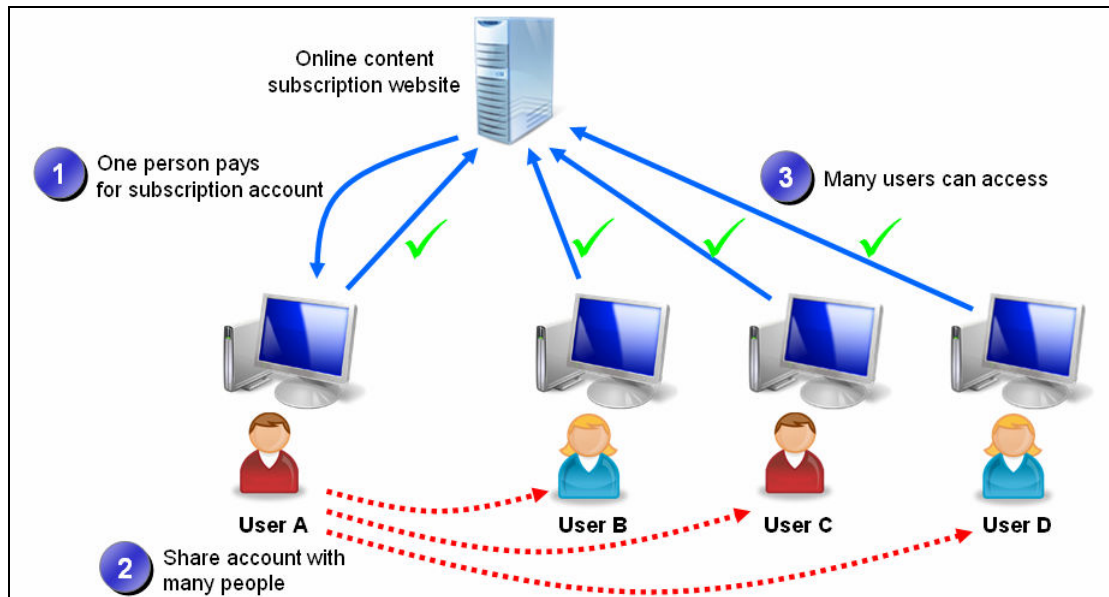 Online content
subscription website
1
One person pays
for subscription account
3
Many users can access
User A
User B
User C
User D
2
Share account with
many people